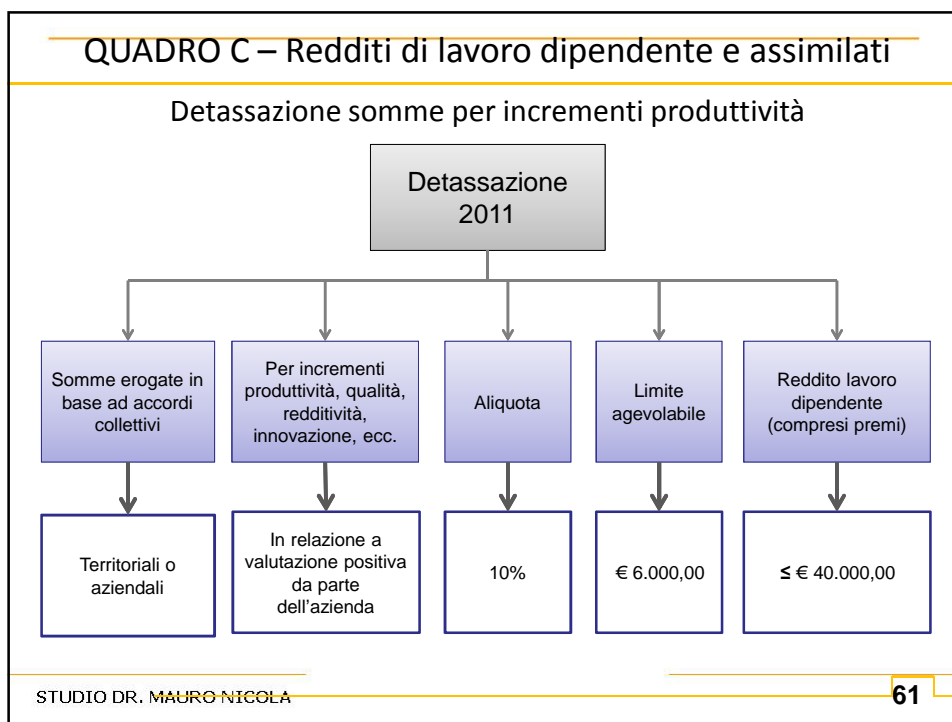 QUADRO C – Redditi di lavoro dipendente e assimilati
Detassazione somme per incrementi produttività
Detassazione
2011
Somme erogate in
base ad accordi
collettivi
Per incrementi
produttività, qualità,
redditività,
innovazione, ecc.
Aliquota
Limite
agevolabile
Reddito lavoro
dipendente
(compresi premi)
Territoriali o
aziendali
In relazione a
valutazione positiva
da parte
dell'azienda
10%
€ 6.000,00
≤ € 40.000,00
STUDIO DR. MAURO NICOLA
61